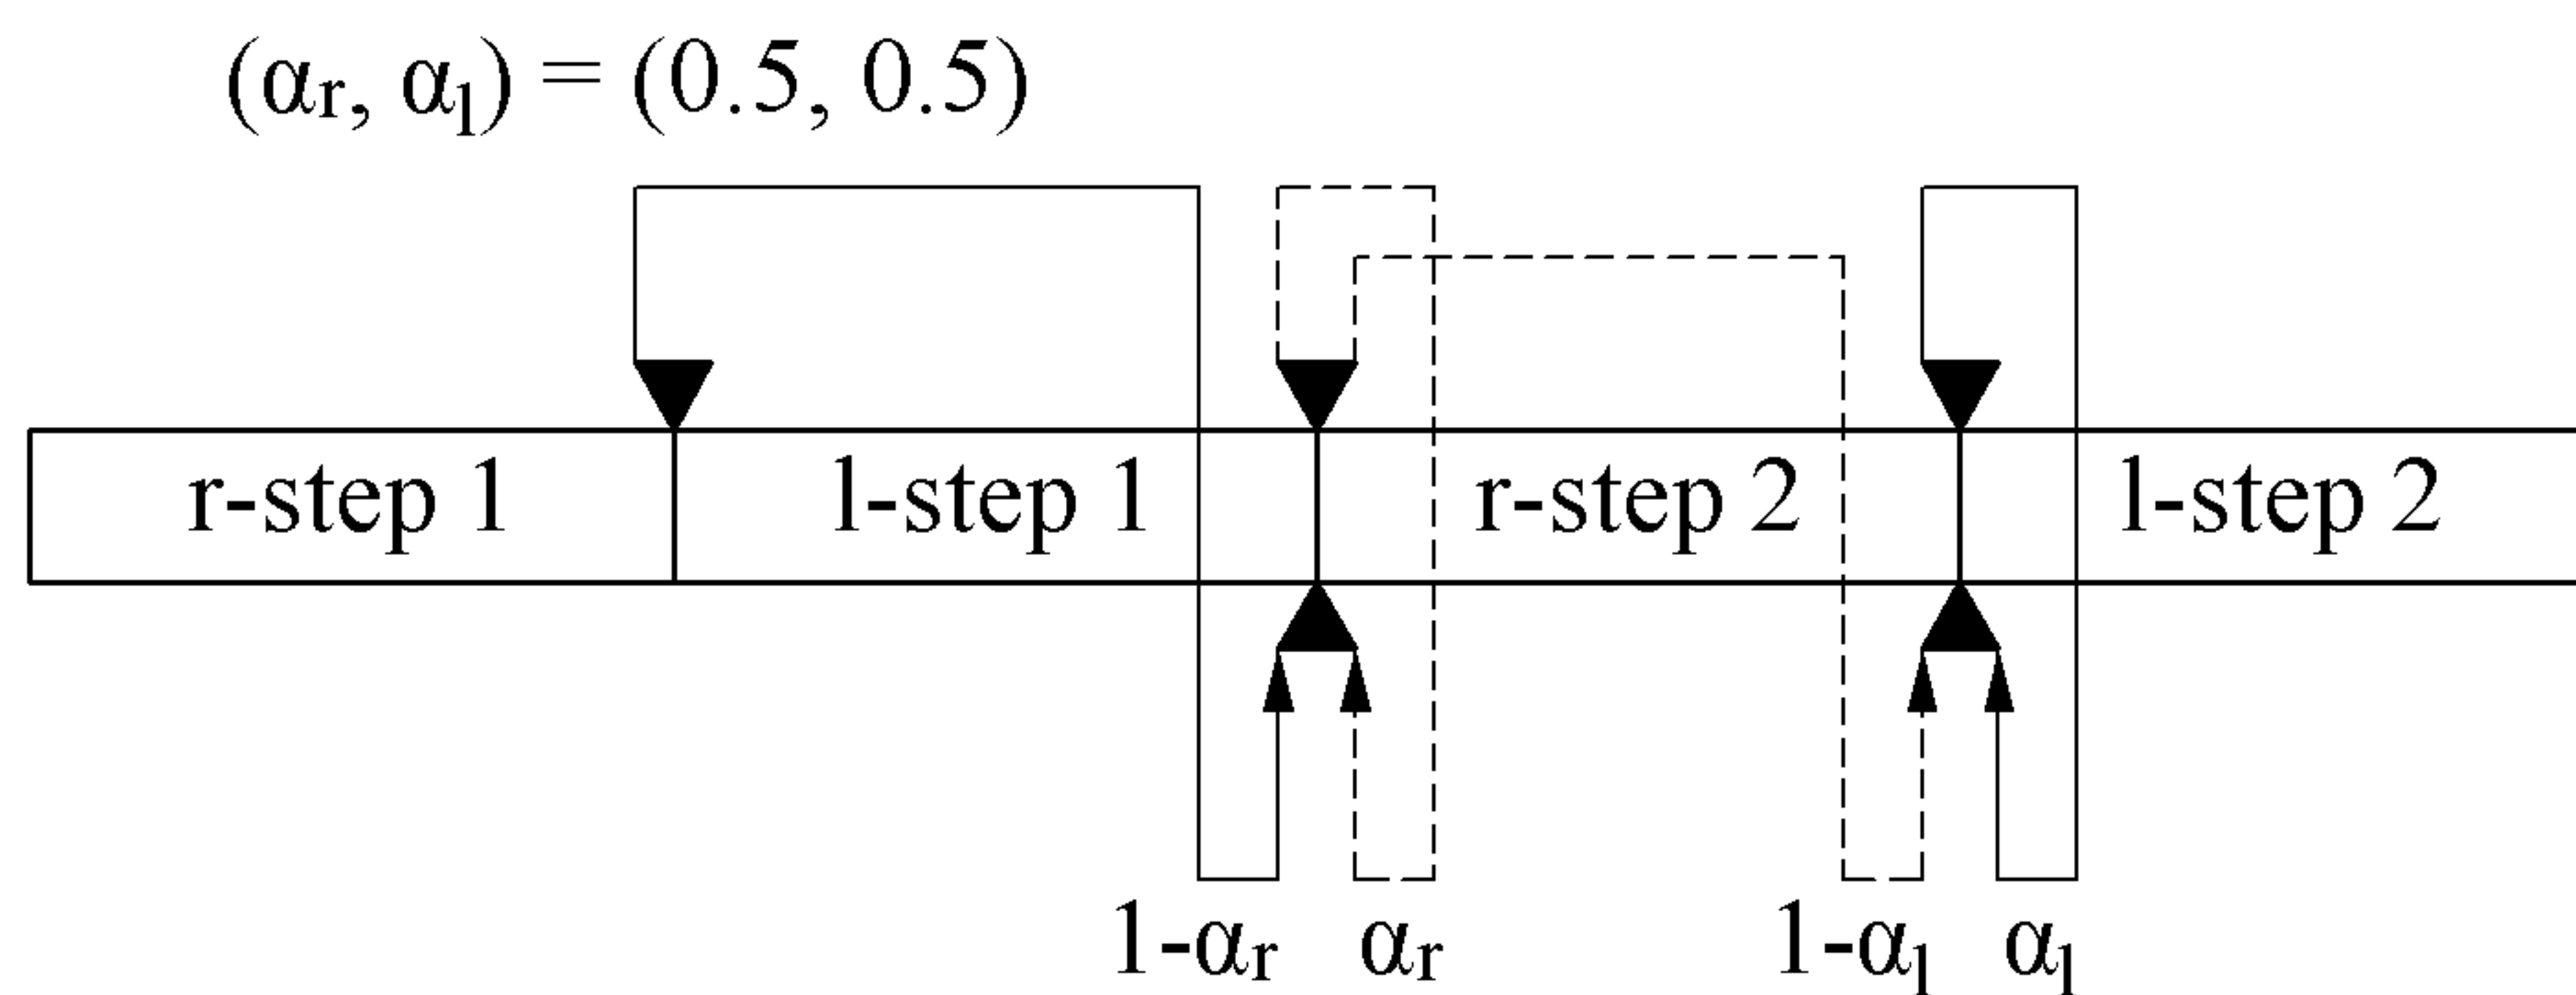 (αr, αl) = (0.5, 0.5)
r-step 1 l-step 1 r-step 2 l-step 2
1-αr αr 1-αl αl